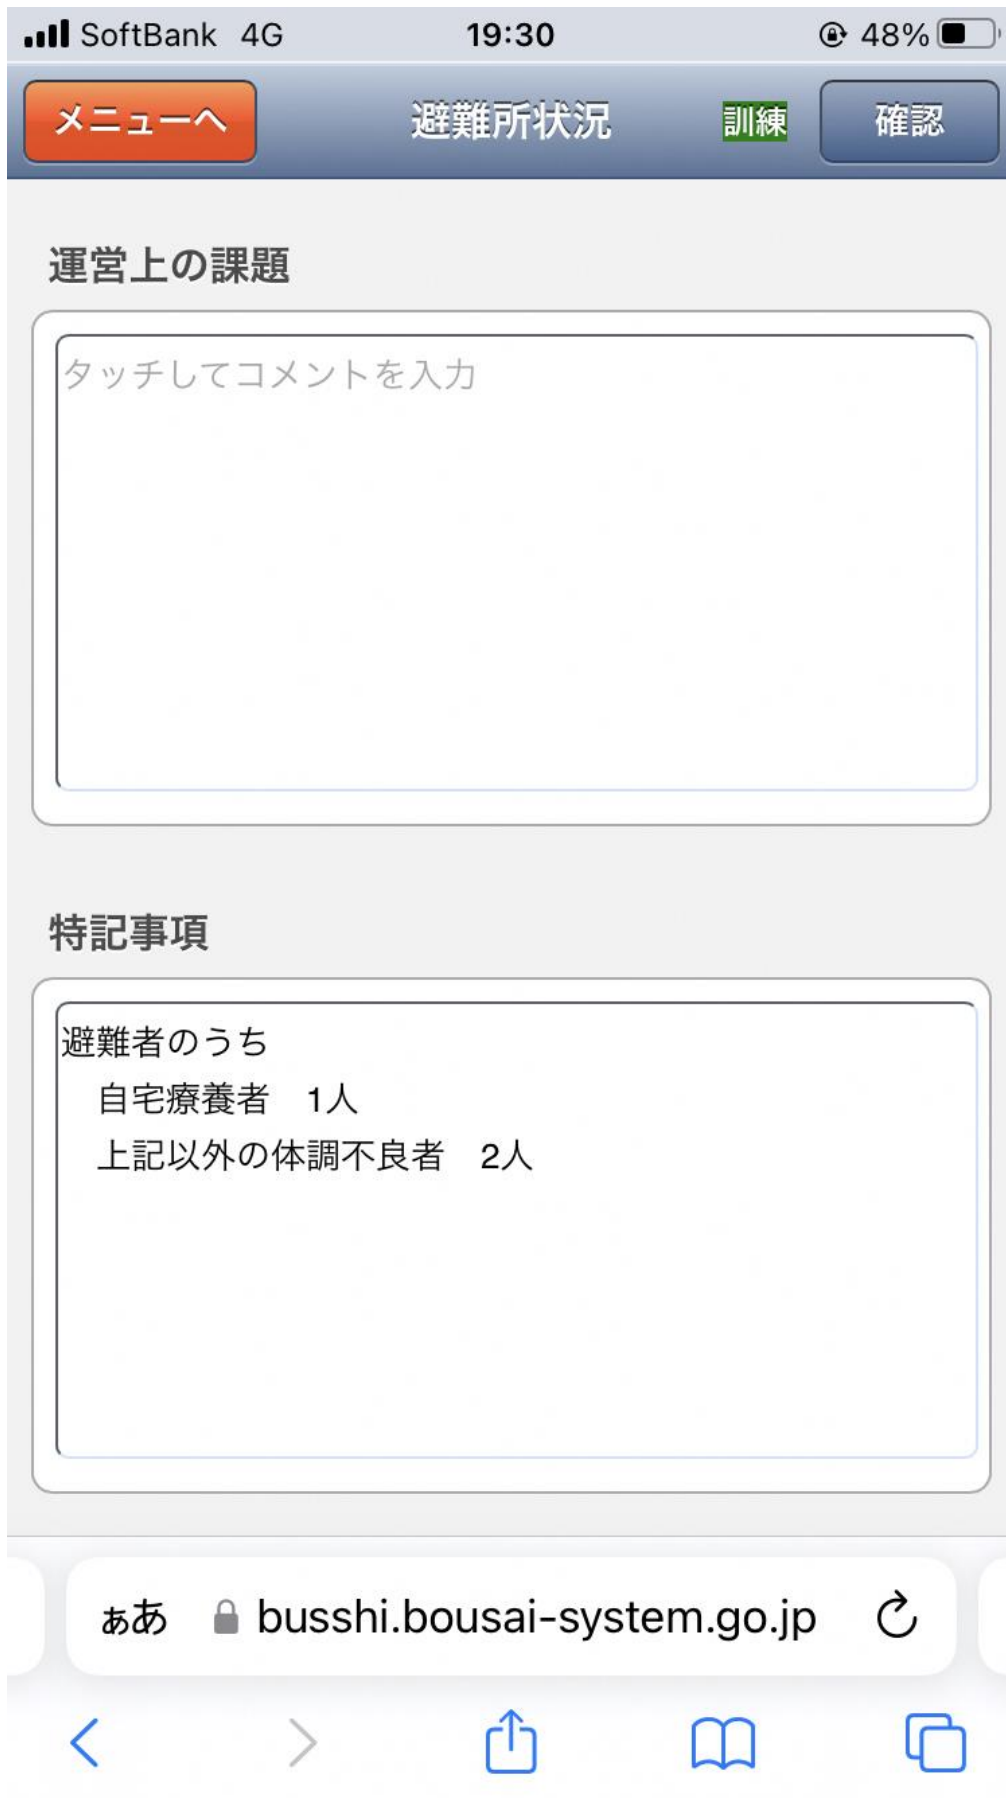 SoftBank 4G 19:30 48%
メニューへ 避難所状況 訓練 確認
運営上の課題
タッチしてコメントを入力
特記事項
避難者のうち
　自宅療養者　1人
　上記以外の体調不良者　2人
ぁあ busshi.bousai-system.go.jp